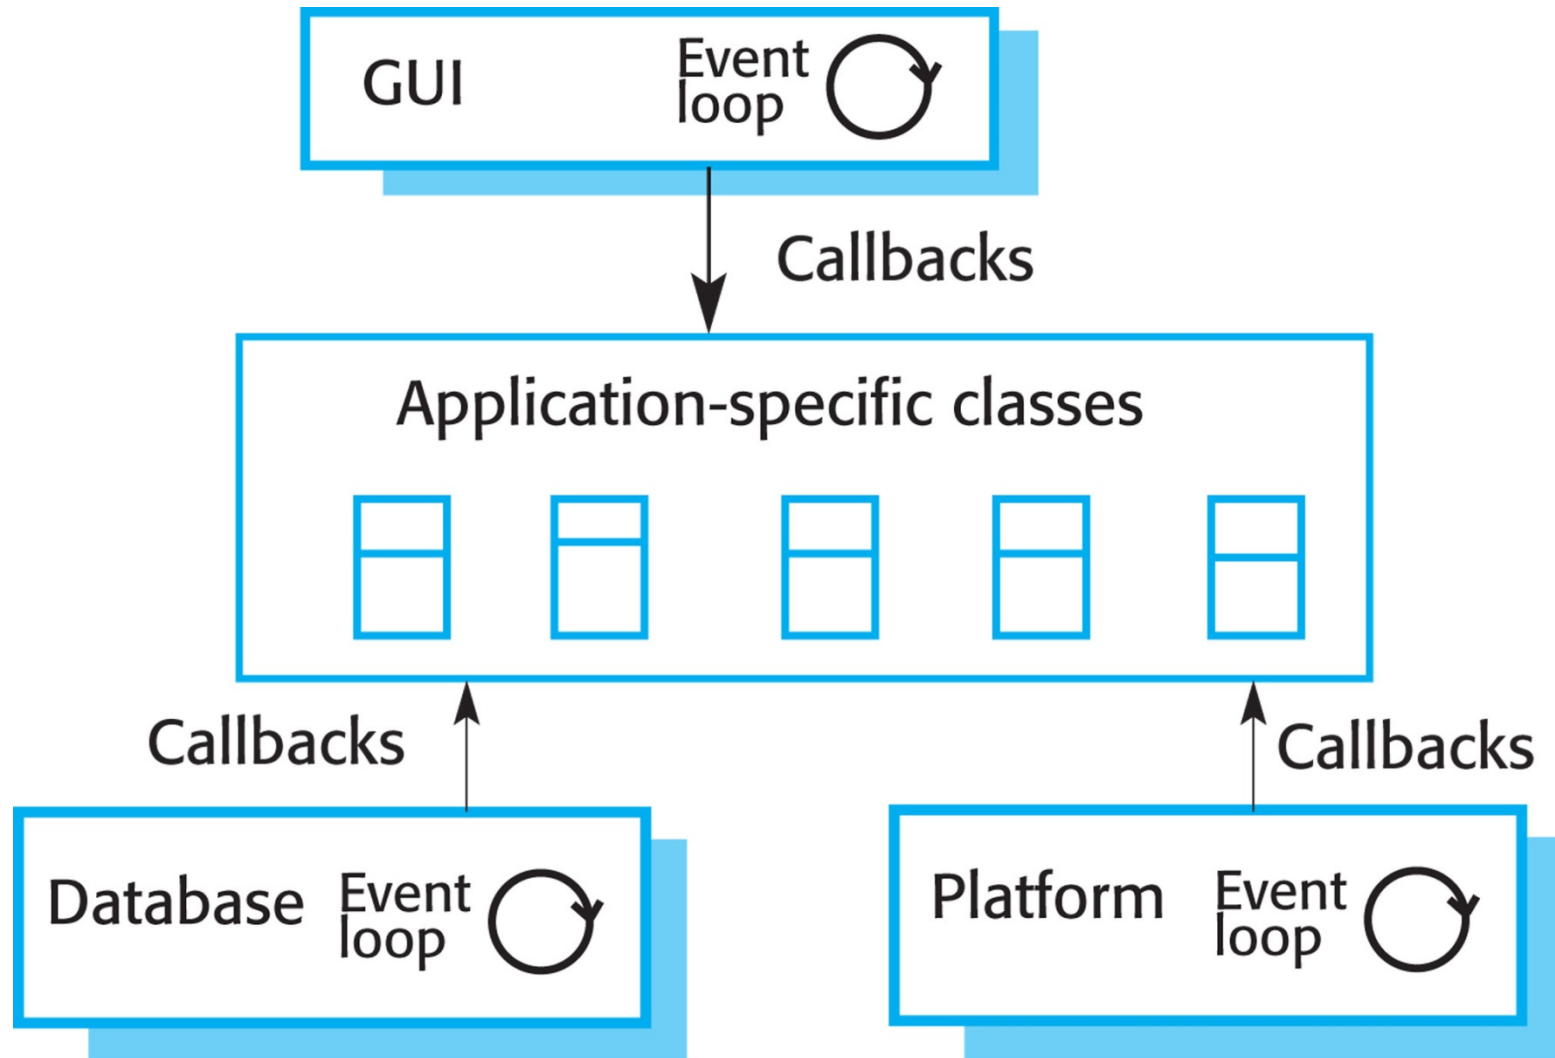 GUI
Event
loop
Callbacks
Application-specific classes
Callbacks
Callbacks
Database
Event
loop
Platform
Event
loop